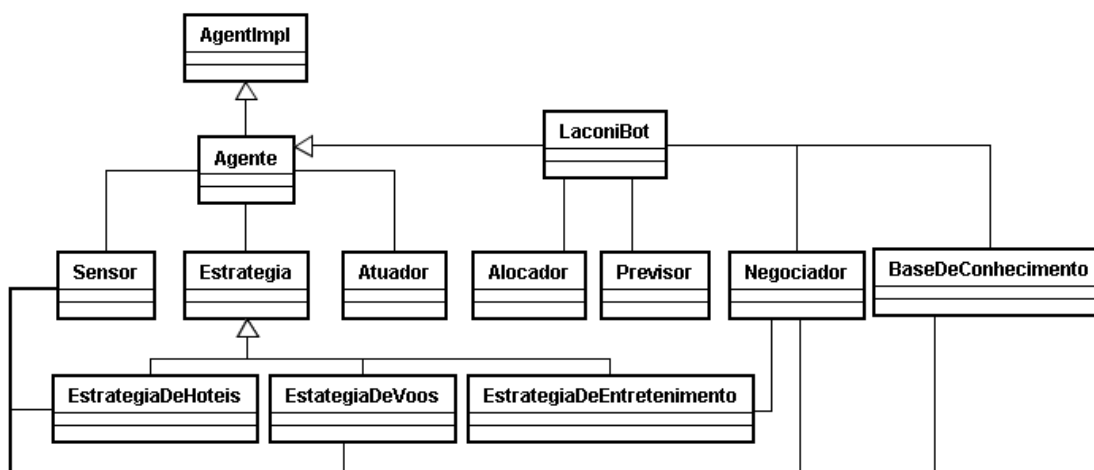 AgentImpl
LaconiBot
Agente
Sensor
Estrategia
Atuador
Alocador
Previsor
Negociador
BaseDeConhecimento
EstrategiaDeHoteis
EstategiaDeVoos
EstrategiaDeEntretenimento